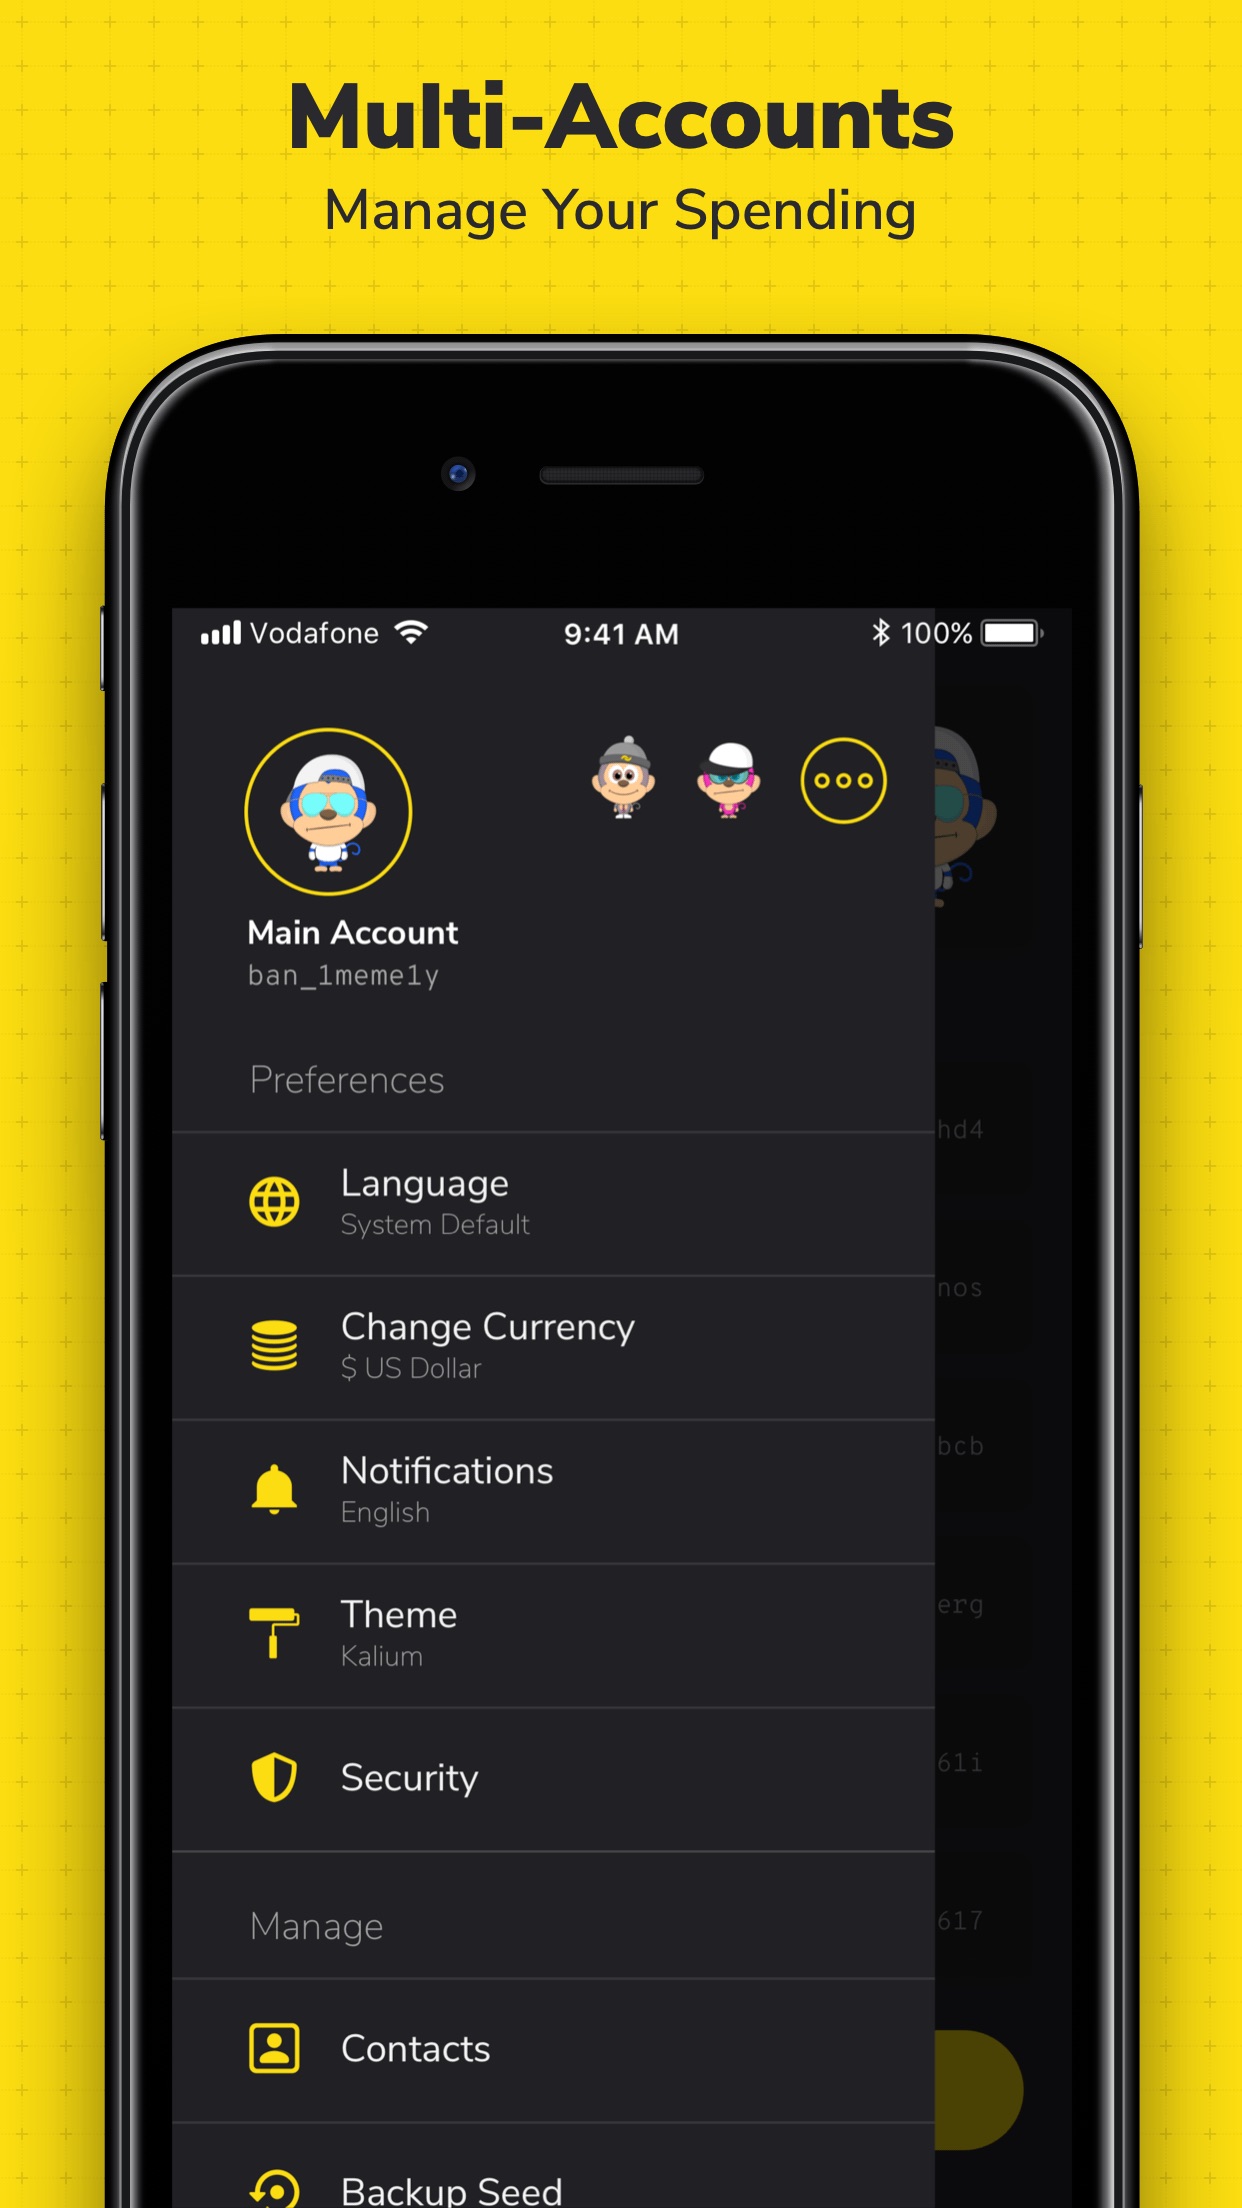 Multi-Accounts
Manage Your Spending
Vodafone 9:41 AM 100%
Main Account
ban_1meme1y
Preferences
hd4
Language
System Default
nos
Change Currency
$ US Dollar
bcb
Notifications
English
erg
Theme
Kalium
61i
Security
617
Manage
Contacts
Backup Seed